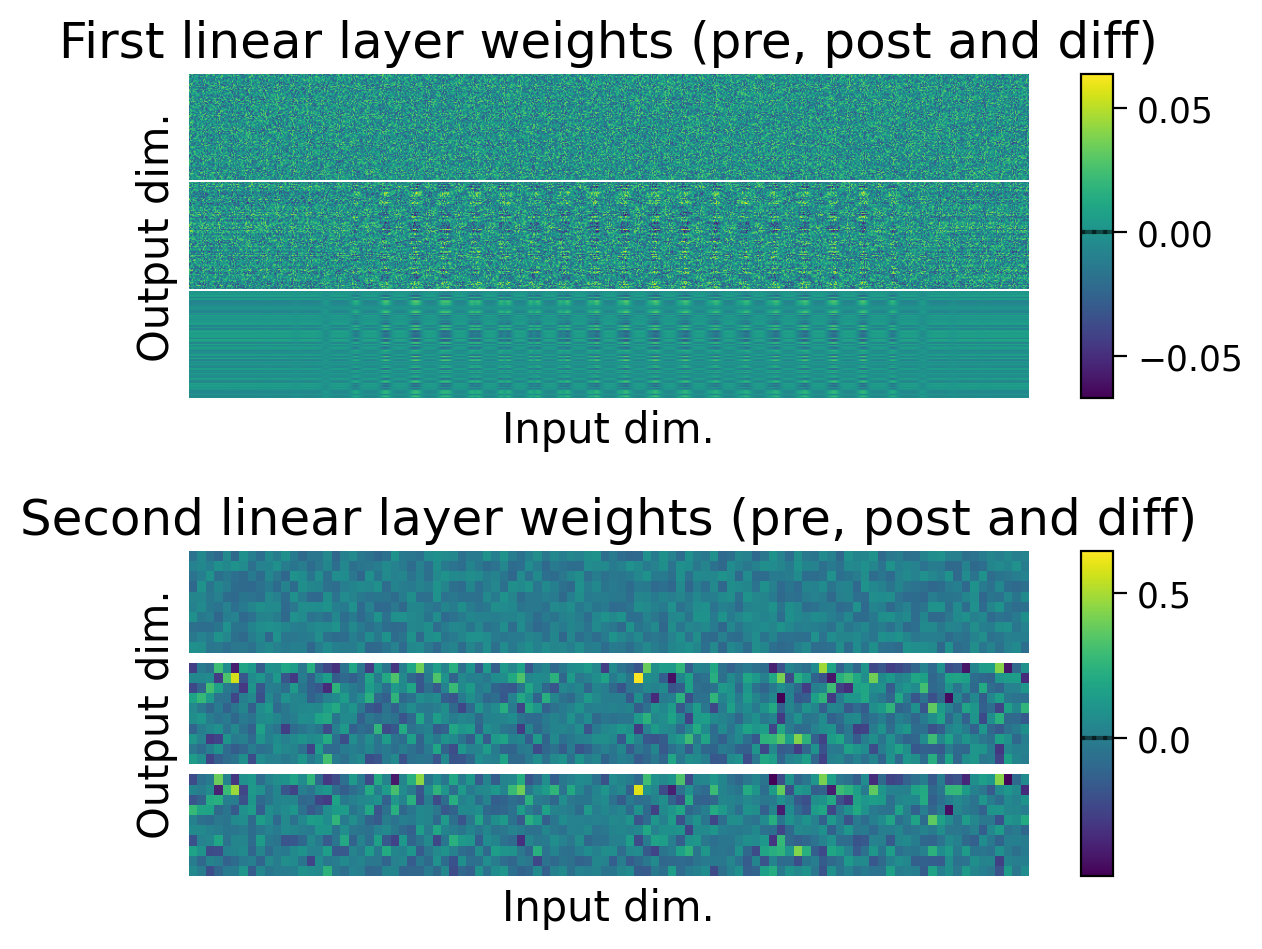 First linear layer weights (pre, post and diff)
Output dim.
0.05
0.00
−0.05
Input dim.
Second linear layer weights (pre, post and diff)
Output dim.
0.5
0.0
Input dim.